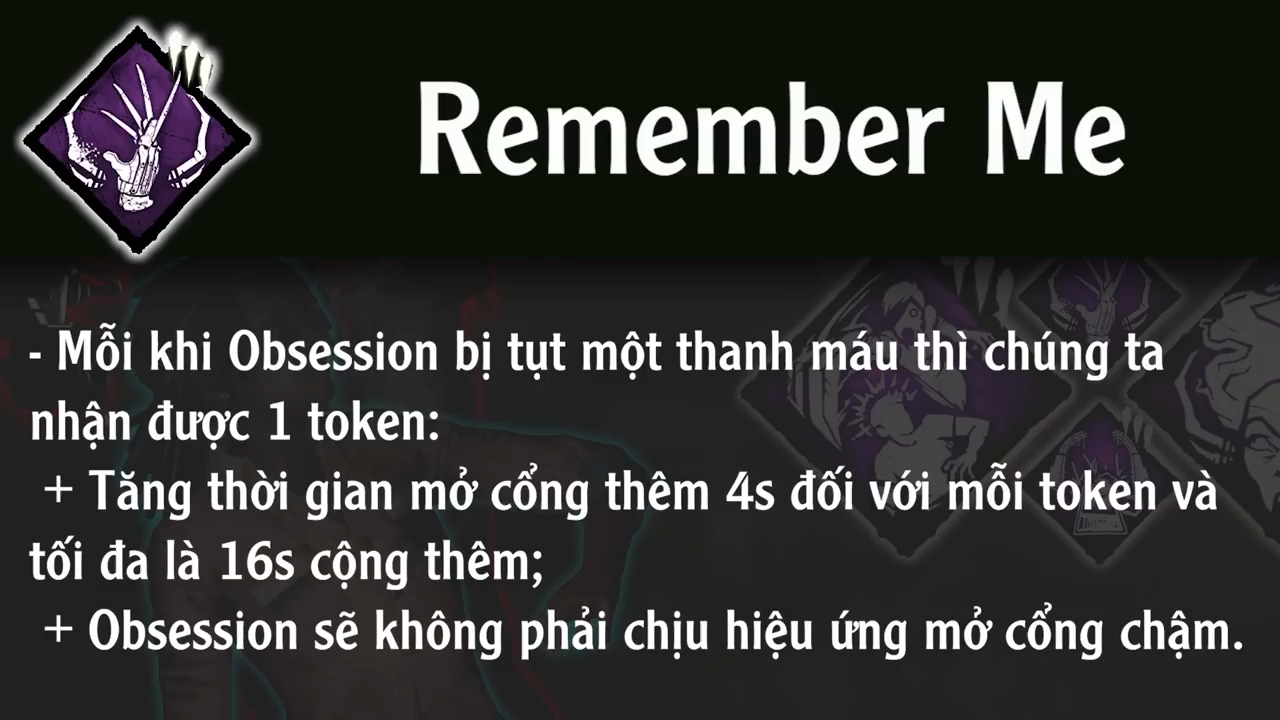 Remember Me
- Mỗi khi Obsession bị tụt một thanh máu thì chúng ta
nhận được 1 token:
+ Tăng thời gian mở cổng thêm 4s đối với mỗi token và
tối đa là 16s cộng thêm;
+ Obsession sẽ không phải chịu hiệu ứng mở cổng chậm.